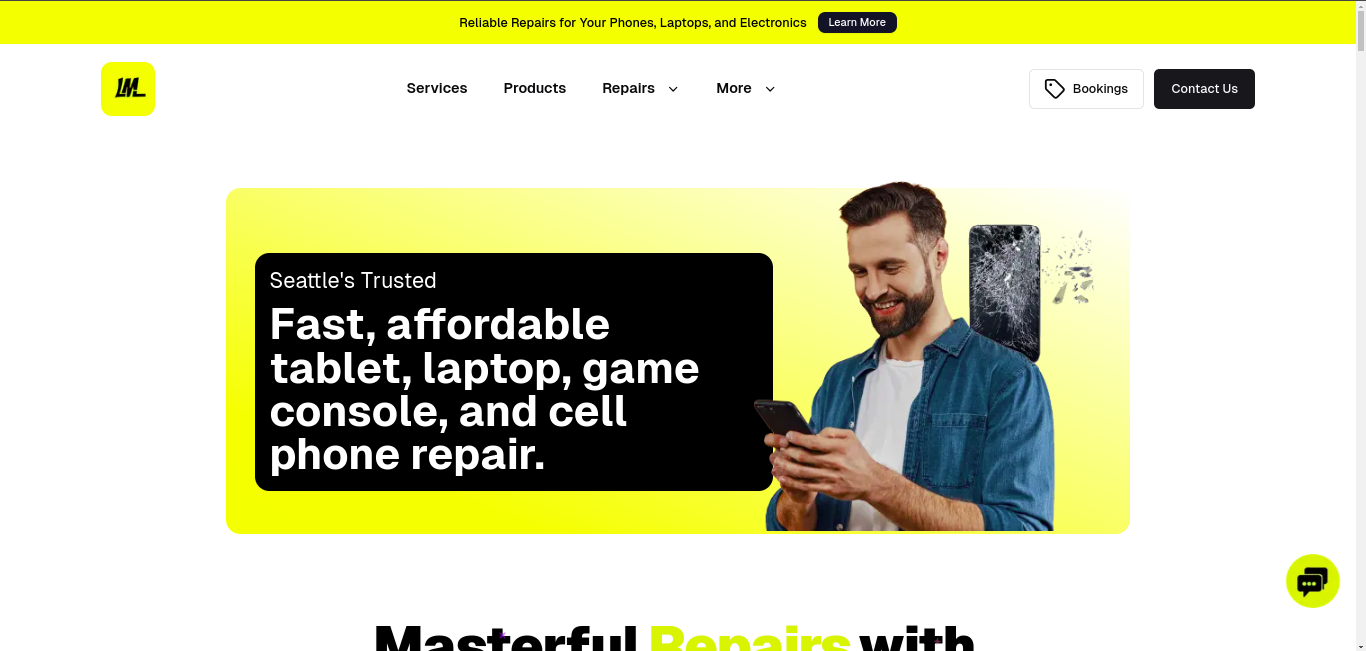 Reliable Repairs for Your Phones, Laptops, and Electronics Learn More
LM
Services Products Repairs More Bookings Contact Us
Seattle's Trusted
Fast, affordable
tablet, laptop, game
console, and cell
phone repair.
Masterful Repairs with